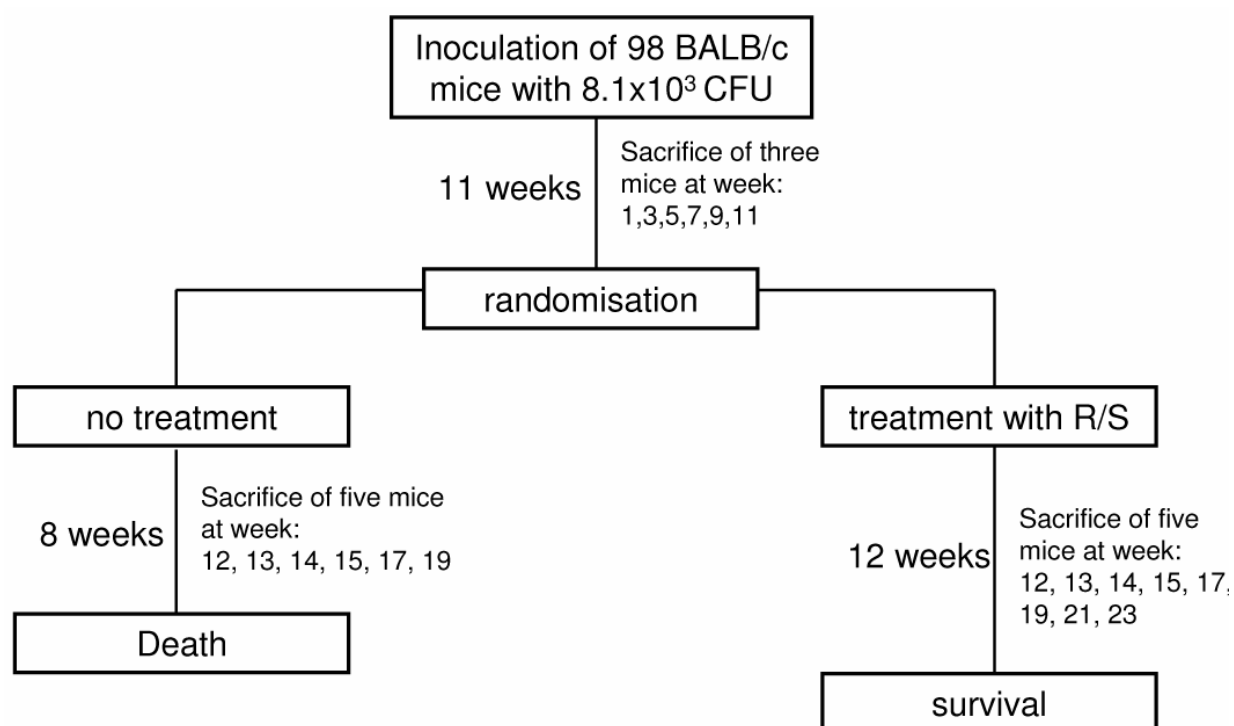 Inoculation of 98 BALB/c
mice with 8.1x10³ CFU
11 weeks
Sacrifice of three
mice at week:
1,3,5,7,9,11
randomisation
no treatment
treatment with R/S
8 weeks
Sacrifice of five mice
at week:
12, 13, 14, 15, 17, 19
12 weeks
Sacrifice of five
mice at week:
12, 13, 14, 15, 17,
19, 21, 23
Death
survival